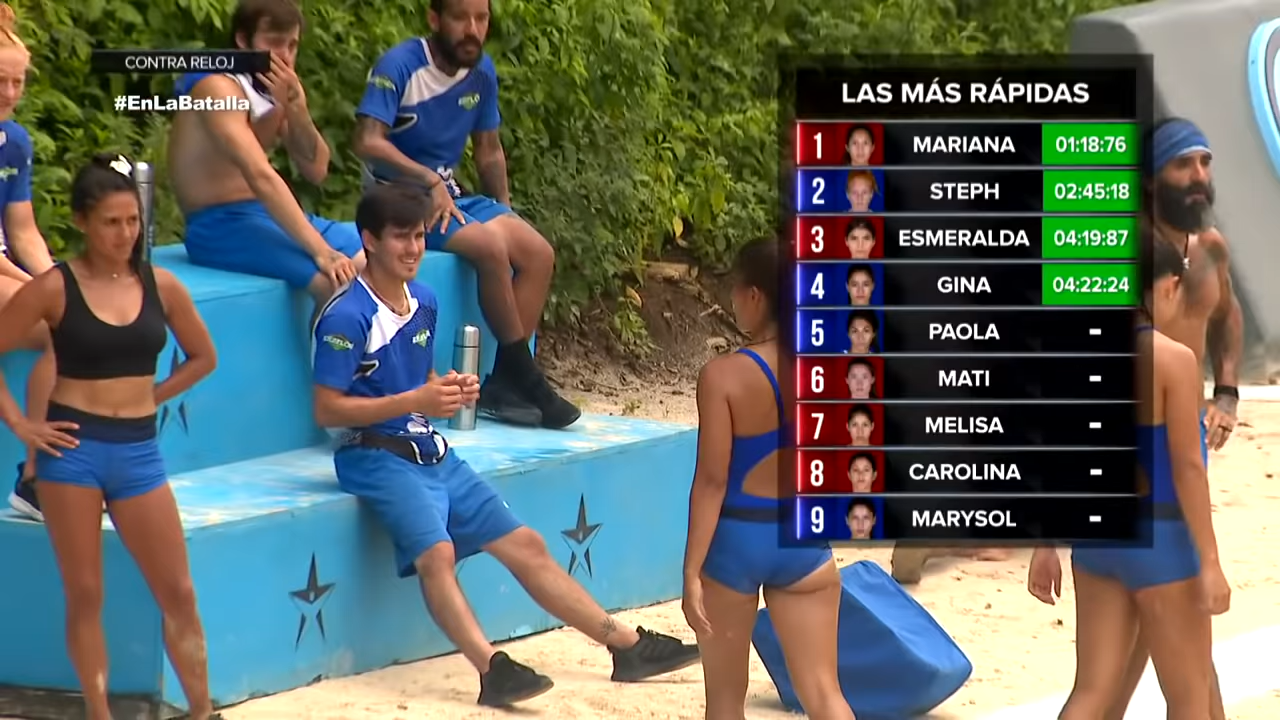 CONTRA RELOJ
#EnLaBatalla
LAS MÁS RÁPIDAS
1 MARIANA 01:18:76
2 STEPH 02:45:18
3 ESMERALDA 04:19:87
4 GINA 04:22:24
5 PAOLA -
6 MATI -
7 MELISA -
8 CAROLINA -
9 MARYSOL -